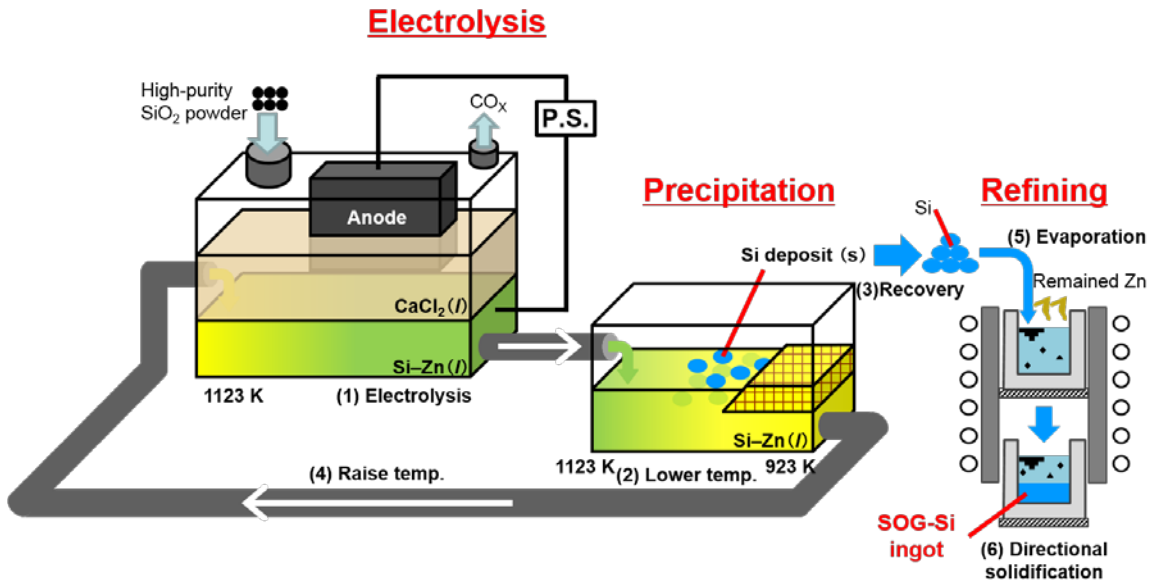 Electrolysis
High-purity
SiO₂ powder
COₓ
P.S.
Anode
CaCl₂(l)
Si–Zn(l)
1123 K
(1) Electrolysis
Precipitation
Si deposit (s)
(3)Recovery
Si–Zn(l)
1123 K
(2) Lower temp.
923 K
(4) Raise temp.
Refining
Si
(5) Evaporation
Remained Zn
SOG-Si
ingot
(6) Directional
solidification